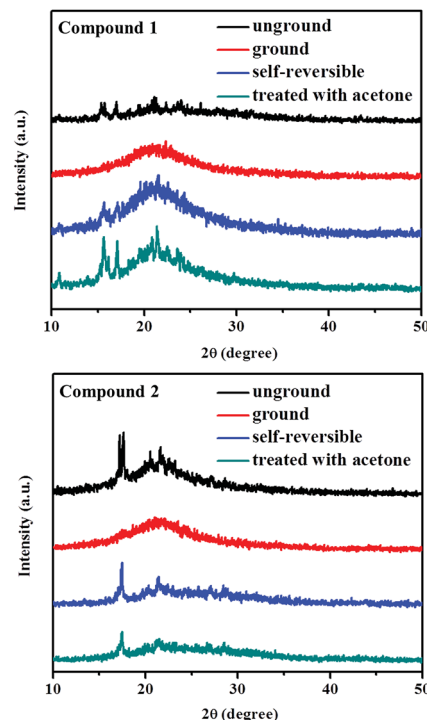 Compound 1
unground
ground
self-reversible
treated with acetone
Intensity (a.u.)
10 20 30 40 50
2θ (degree)
Compound 2
unground
ground
self-reversible
treated with acetone
Intensity (a.u.)
10 20 30 40 50
2θ (degree)